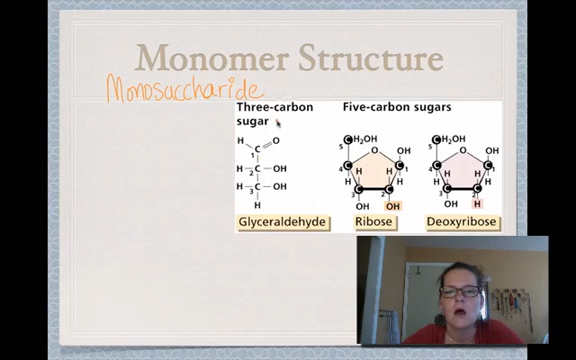 Monomer Structure
Monosaccharide
Three-carbon sugar
Five-carbon sugars
H
O
C
1
H
2
C
OH
H
3
C
OH
H
Glyceraldehyde
5
CH₂OH
O
OH
4
C
H
H
C
1
H
H
3
2
OH
OH
Ribose
5
CH₂OH
O
OH
4
C
H
H
C
1
H
H
3
2
OH
H
Deoxyribose